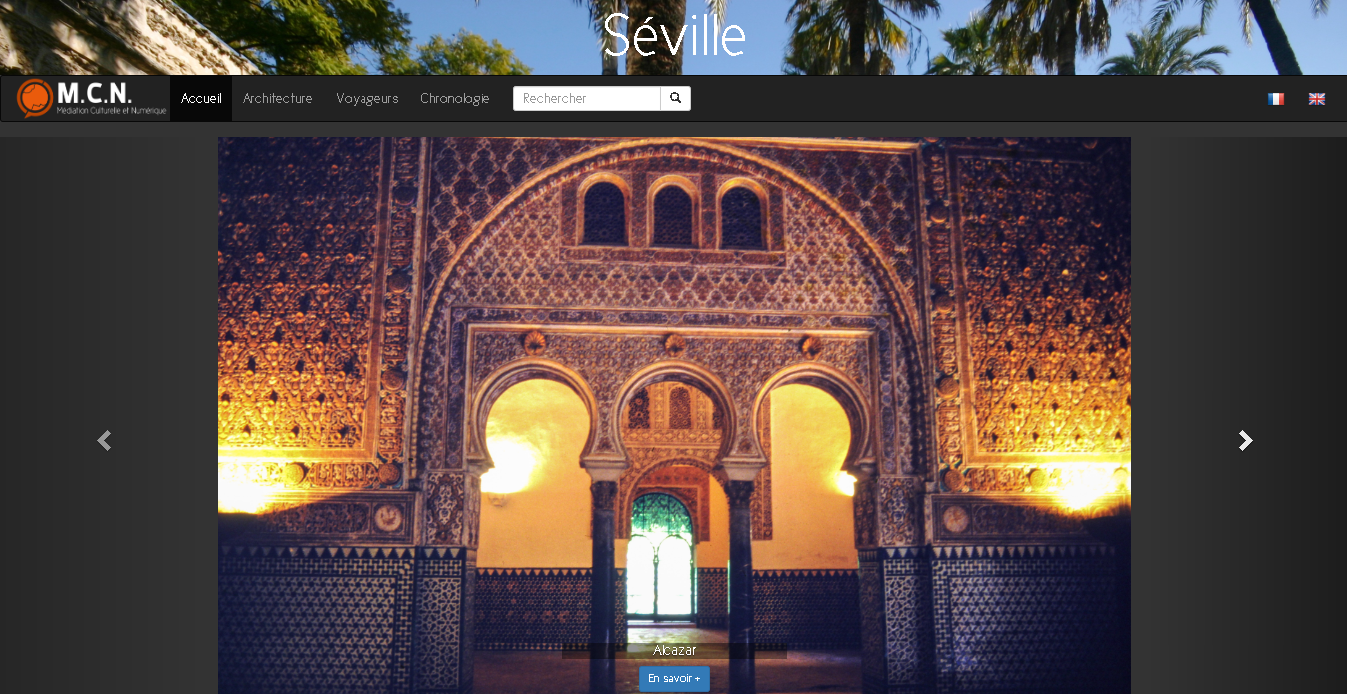 Séville
M.C.N.
Médiation Culturelle et Numérique
Accueil
Architecture
Voyageurs
Chronologie
Rechercher
Alcazar
En savoir +